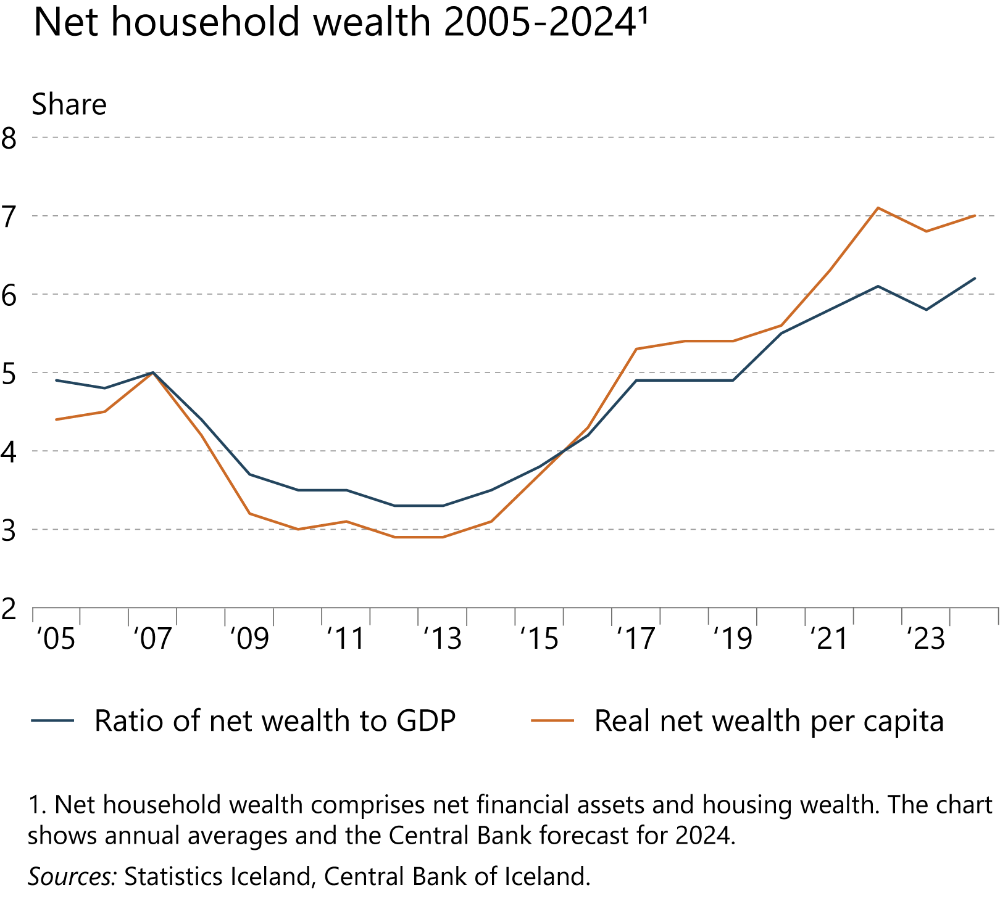 Net household wealth 2005-2024¹
Share
8
7
6
5
4
3
2
‘05 ‘07 ‘09 ‘11 ‘13 ‘15 ‘17 ‘19 ‘21 ‘23
Ratio of net wealth to GDP Real net wealth per capita
1. Net household wealth comprises net financial assets and housing wealth. The chart
shows annual averages and the Central Bank forecast for 2024.
Sources: Statistics Iceland, Central Bank of Iceland.